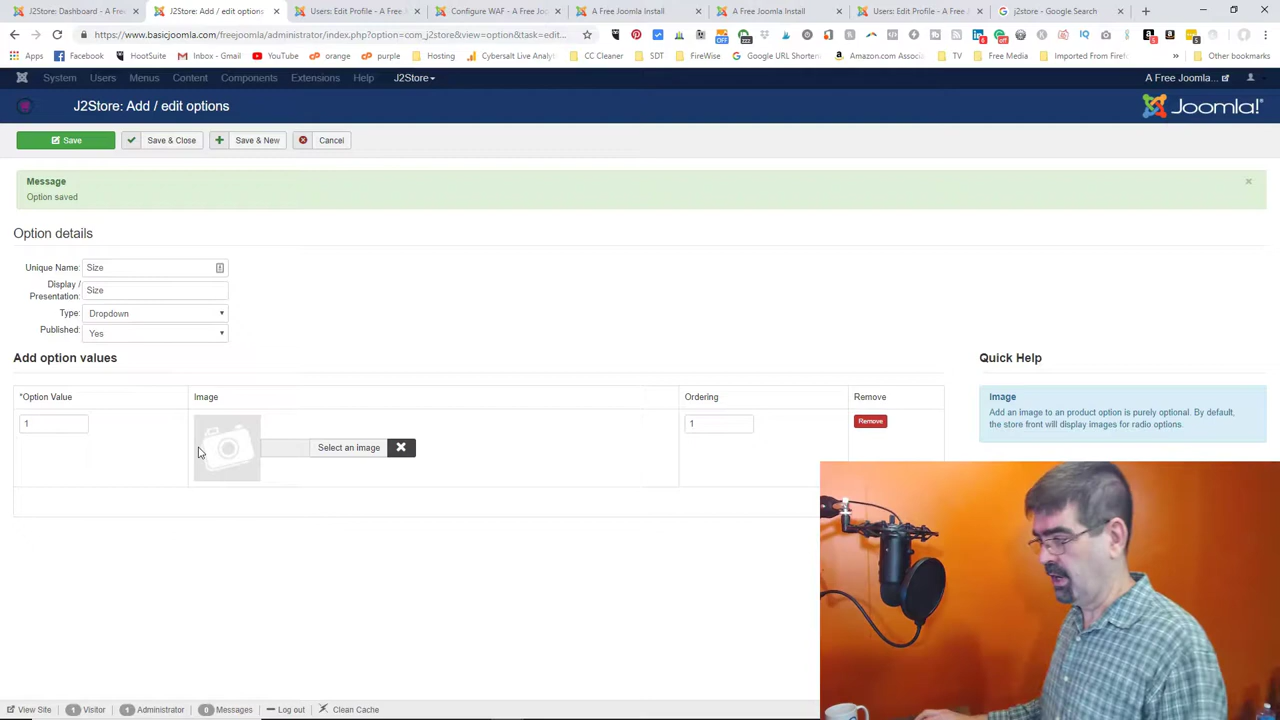 J2Store: Dashboard - A Free
J2Store: Add / edit options
Users: Edit Profile - A Free
Configure WAF - A Free Joo
A Free Joomla Install
A Free Joomla Install
Users: Edit Profile - A Free
j2store - Google Search
https://www.basicjoomla.com/freejoomla/administrator/index.php?option=com_j2store&view=option&task=edit...
Apps
Facebook
HootSuite
Inbox - Gmail
YouTube
orange
purple
CC Cleaner
SDT
FireWise
Google URL Shorten
Cybersalt Live Analy
Amazon.com Assoc
TV
Free Media
Imported From Firef
Other bookmarks
System Users Menus Content Components Extensions Help J2Store
A Free Joomla...
J2Store: Add / edit options
Joomla!
Save
Save & Close
Save & New
Cancel
Message
Option saved
Option details
Unique Name: Size
Display / Presentation: Size
Type: Dropdown
Published: Yes
Add option values
Quick Help
*Option Value Image Ordering Remove
Image
Add an image to an product option is purely optional. By default,
the store front will display images for radio options.
1
Select an image
1
Remove
View Site 1 Visitor 1 Administrator 0 Messages Log out Clean Cache